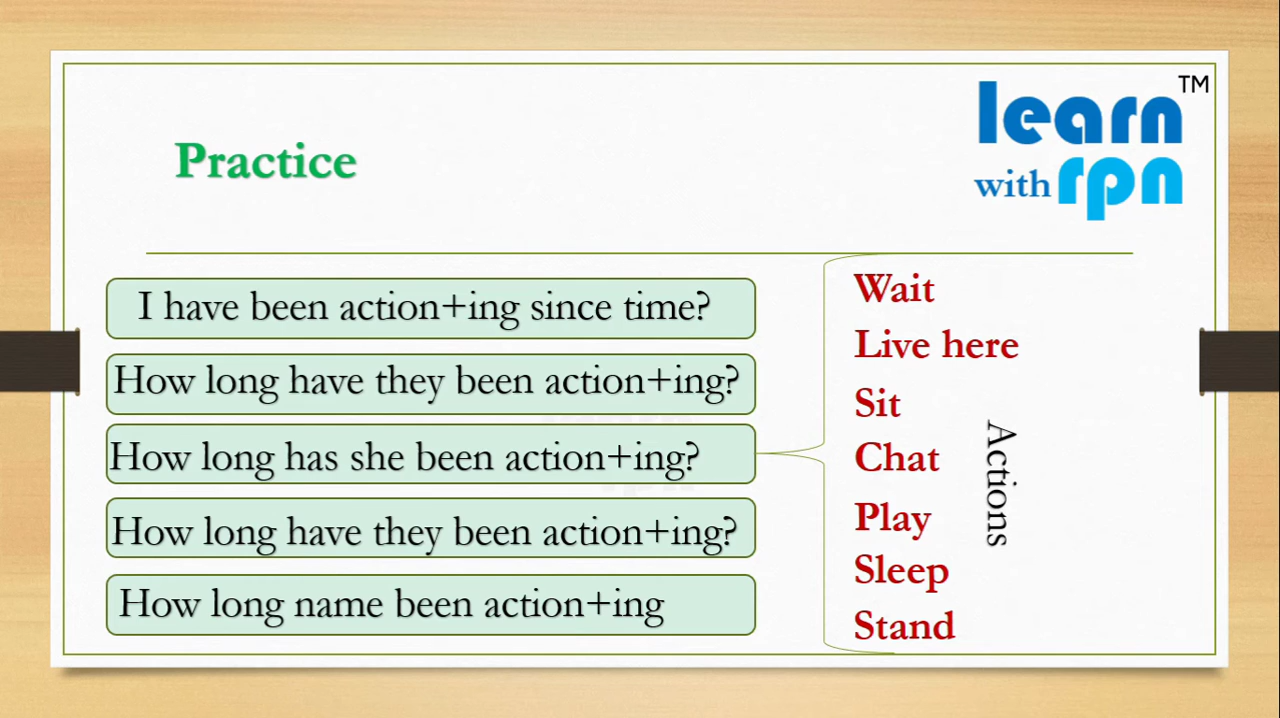 learn TM
with rpn
Practice
I have been action+ing since time?
How long have they been action+ing?
How long has she been action+ing?
How long have they been action+ing?
How long name been action+ing
Wait
Live here
Sit
Chat
Play
Sleep
Stand
Actions